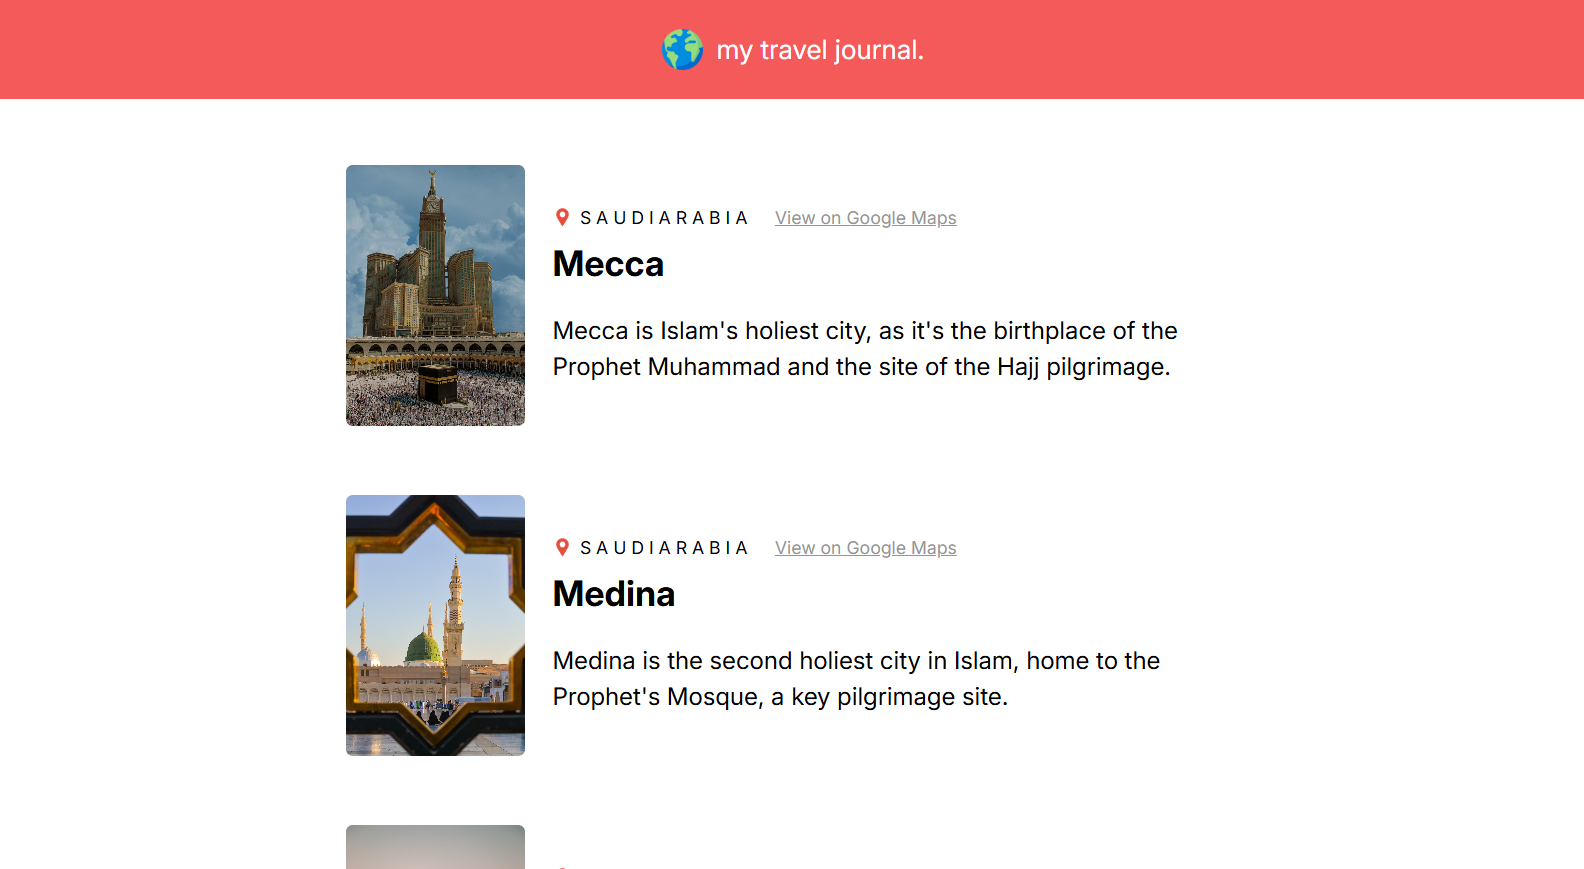 my travel journal.
SAUDIARABIA View on Google Maps
Mecca
Mecca is Islam's holiest city, as it's the birthplace of the
Prophet Muhammad and the site of the Hajj pilgrimage.
SAUDIARABIA View on Google Maps
Medina
Medina is the second holiest city in Islam, home to the
Prophet's Mosque, a key pilgrimage site.